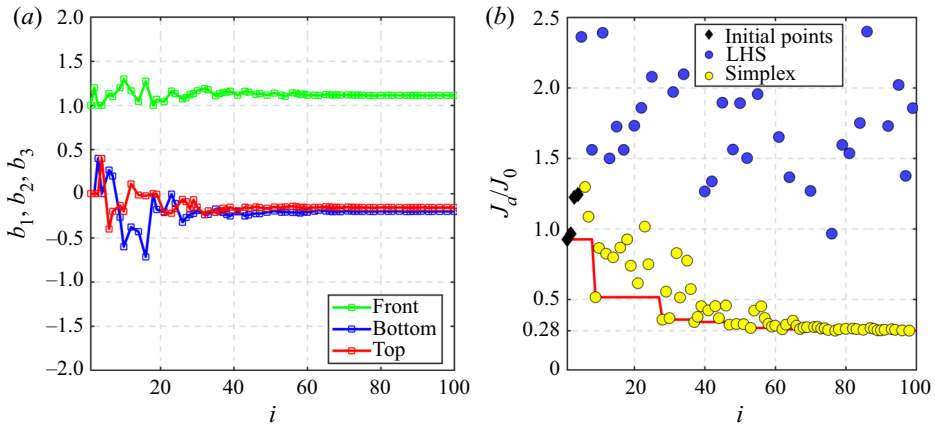 (a)
2.0
1.5
1.0
0.5
0
−0.5
−1.0
−1.5
−2.0
b1, b2, b3
Front
Bottom
Top
20 40 60 80 100
i
(b)
2.5
2.0
1.5
1.0
0.5
0.28
Ja/J0
Initial points
LHS
Simplex
20 40 60 80 100
i